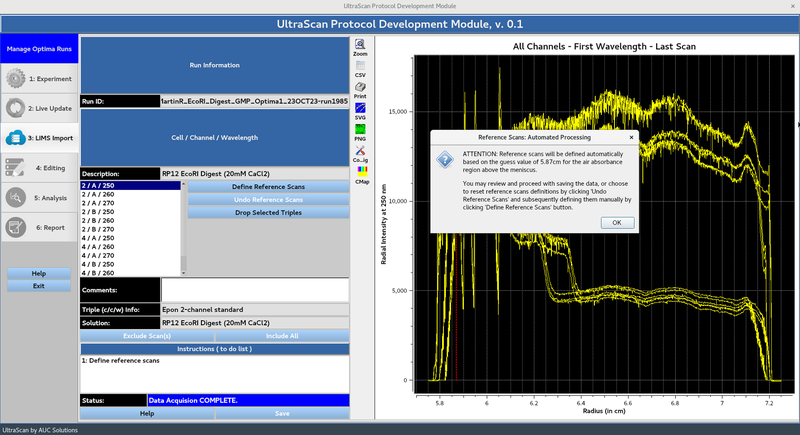 UltraScan Protocol Development Module
UltraScan Protocol Development Module, v. 0.1
Manage Optima Runs
1: Experiment
2: Live Update
3: LIMS Import
4: Editing
5: Analysis
6: Report
Help
Exit
Run Information
Run ID:
MartinR_EcoRI_Digest_GMP_Optima1_23OCT23-run1985
Cell / Channel / Wavelength
Description:
RP12 EcoRI Digest (20mM CaCl2)
2 / A / 250
2 / A / 260
2 / A / 270
2 / B / 250
2 / B / 260
2 / B / 270
4 / A / 250
4 / A / 260
4 / A / 270
4 / B / 250
4 / B / 260
Define Reference Scans
Undo Reference Scans
Drop Selected Triples
Comments:
Triple (c/c/w) Info:
Epon 2-channel standard
Solution:
RP12 EcoRI Digest (20mM CaCl2)
Exclude Scan(s)
Include All
Instructions ( to do list )
1: Define reference scans
Status:
Data Acquision COMPLETE.
Help
Save
Zoom
CSV
Print
SVG
PNG
Co..ig
CMap
All Channels - First Wavelength - Last Scan
Radial Intensity at 250 nm
15,000
10,000
5,000
0
5.8
6
6.2
6.4
6.6
6.8
7
7.2
Radius (in cm)
Reference Scans: Automated Processing
ATTENTION: Reference scans will be defined automatically
based on the guess value of 5.87cm for the air absorbance
region above the meniscus.
You may review and proceed with saving the data, or choose
to reset reference scans definitions by clicking 'Undo
Reference Scans' and subsequently defining them manually by
clicking 'Define Reference Scans' button.
OK
UltraScan by AUC Solutions